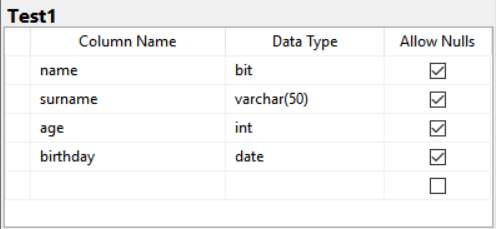 Test1
Column Name Data Type Allow Nulls
name bit
surname varchar(50)
age int
birthday date